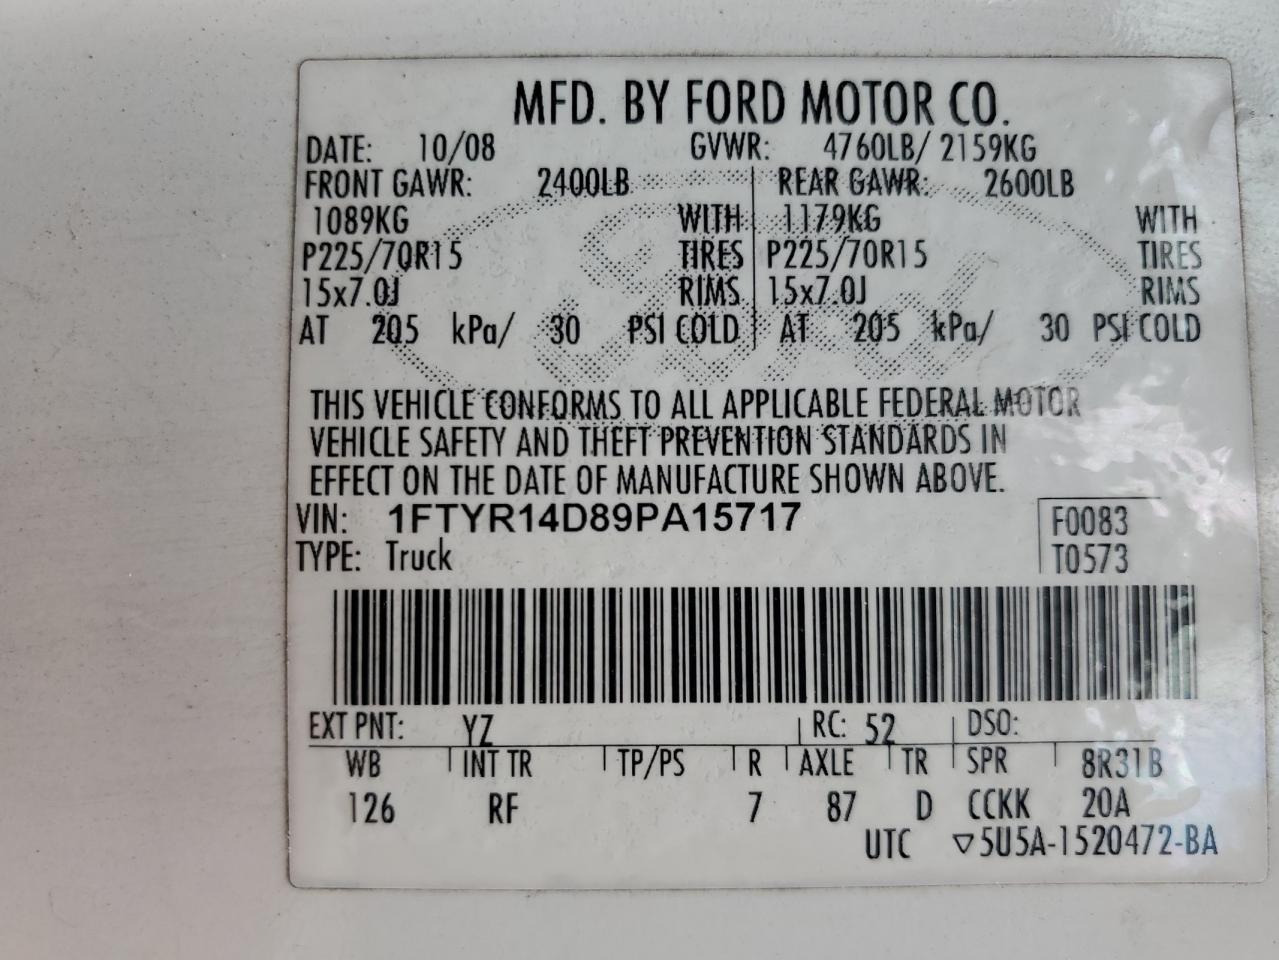 MFD. BY FORD MOTOR CO.
DATE: 10/08 GVWR: 4760LB/ 2159KG
FRONT GAWR: 2400LB REAR GAWR: 2600LB
1089KG WITH 1179KG WITH
P225/70R15 TIRES P225/70R15 TIRES
15x7.0J RIMS 15x7.0J RIMS
AT 205 kPa/ 30 PSI COLD AT 205 kPa/ 30 PSI COLD
THIS VEHICLE CONFORMS TO ALL APPLICABLE FEDERAL MOTOR
VEHICLE SAFETY AND THEFT PREVENTION STANDARDS IN
EFFECT ON THE DATE OF MANUFACTURE SHOWN ABOVE.
VIN: 1FTYR14D89PA15717 F0083
TYPE: Truck T0573
EXT PNT: YZ RC: 52 DSO:
WB INT TR TP/PS R AXLE TR SPR 8R31B
126 RF 7 87 D CCKK 20A
UTC ▽5U5A-1520472-BA
Ford